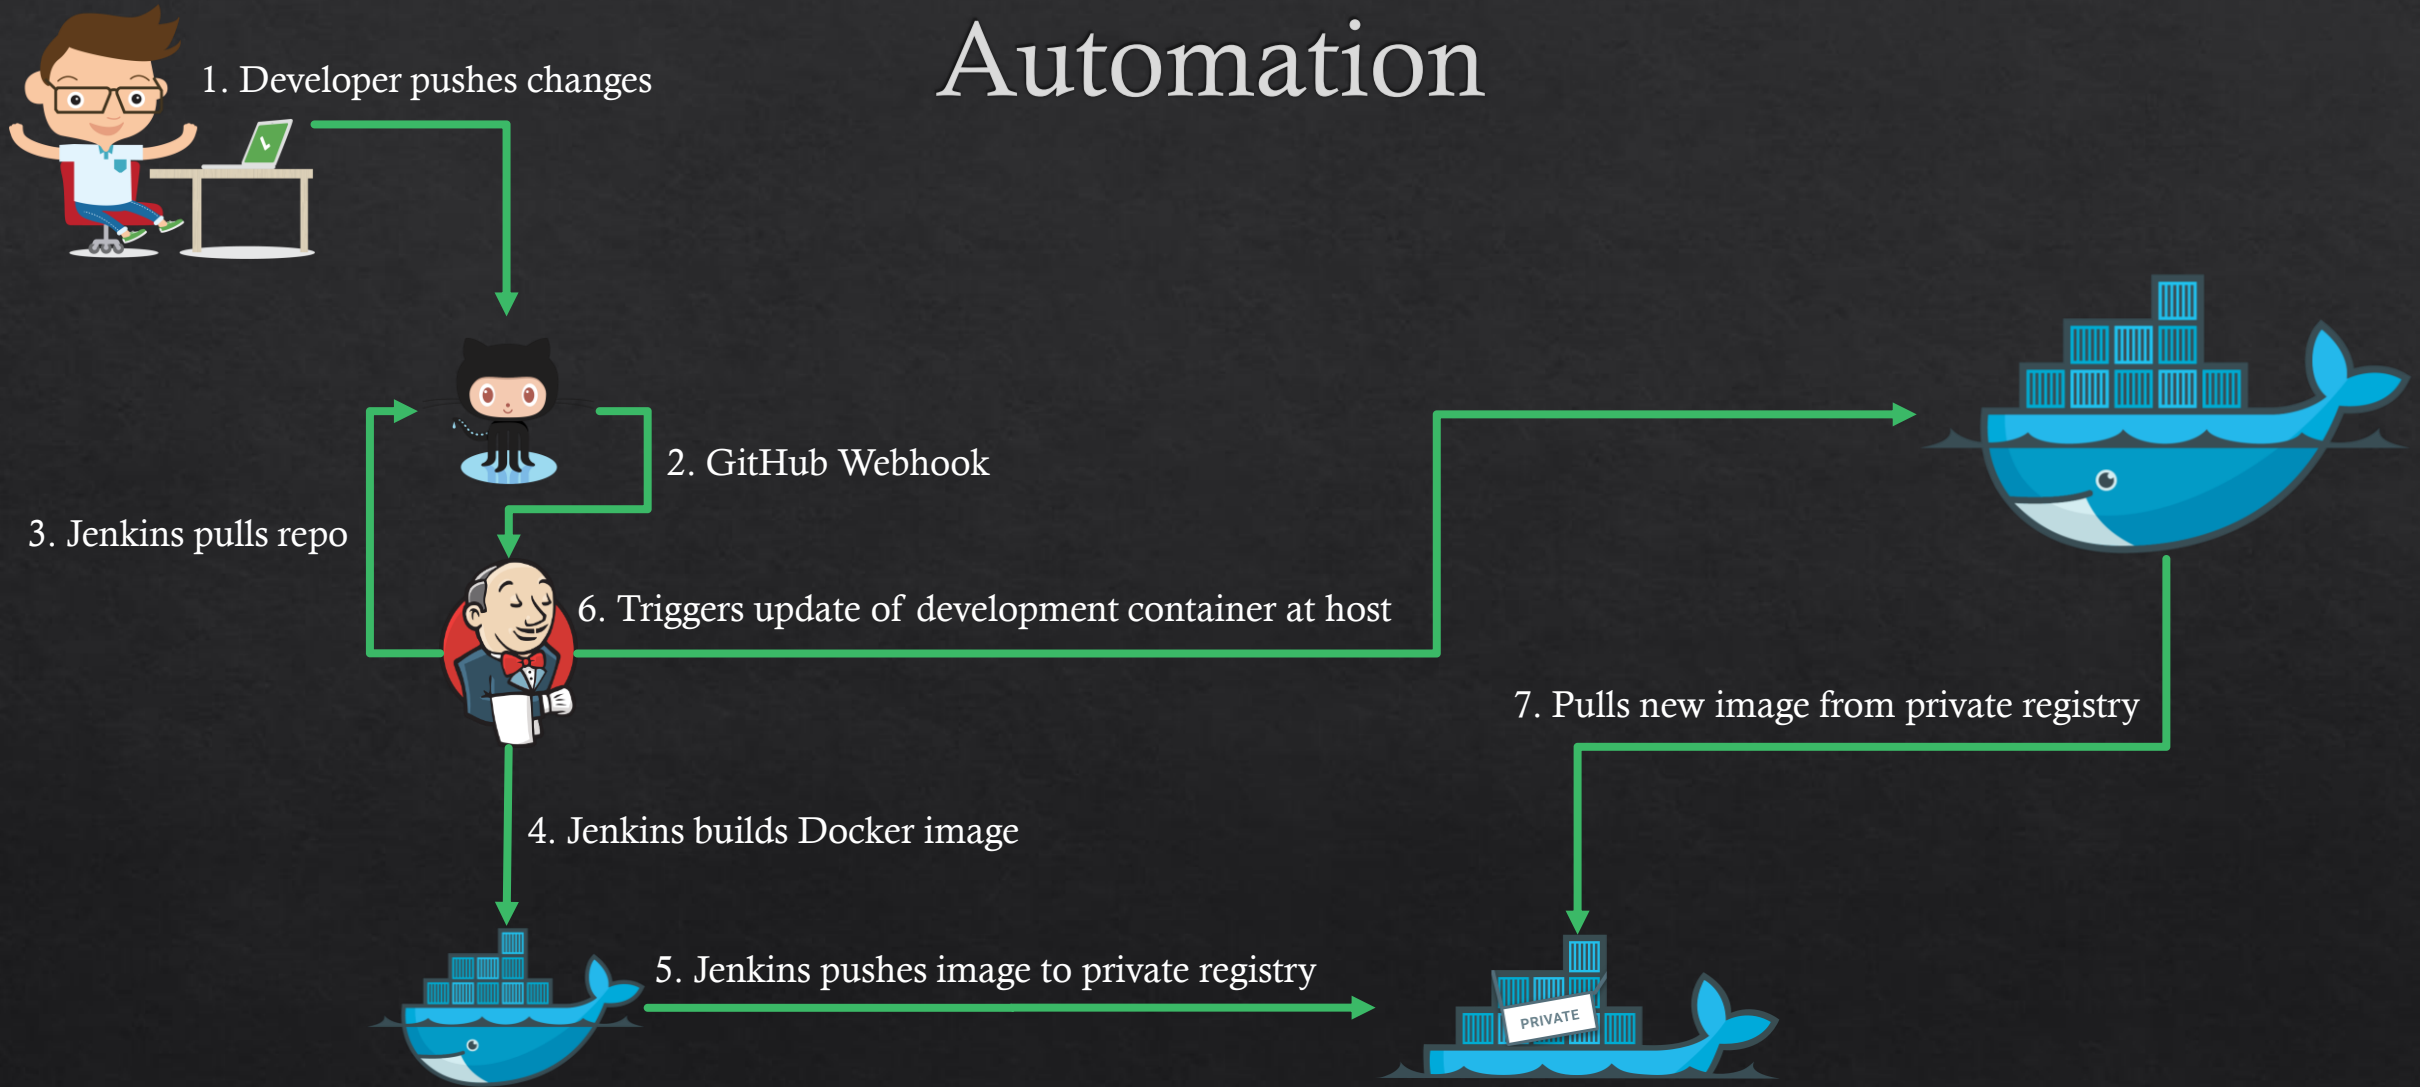 Automation
1. Developer pushes changes
2. GitHub Webhook
3. Jenkins pulls repo
6. Triggers update of development container at host
7. Pulls new image from private registry
4. Jenkins builds Docker image
5. Jenkins pushes image to private registry
PRIVATE